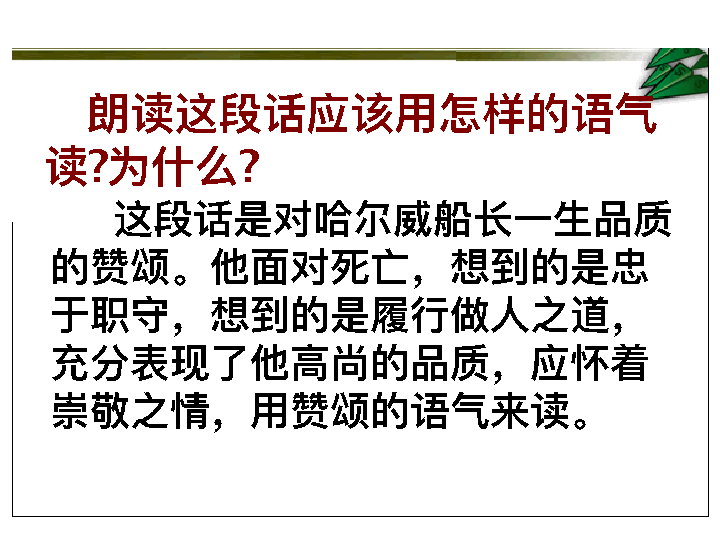 朗读这段话应该用怎样的语气
读?为什么?
这段话是对哈尔威船长一生品质
的赞颂。他面对死亡，想到的是忠
于职守，想到的是履行做人之道，
充分表现了他高尚的品质，应怀着
崇敬之情，用赞颂的语气来读。